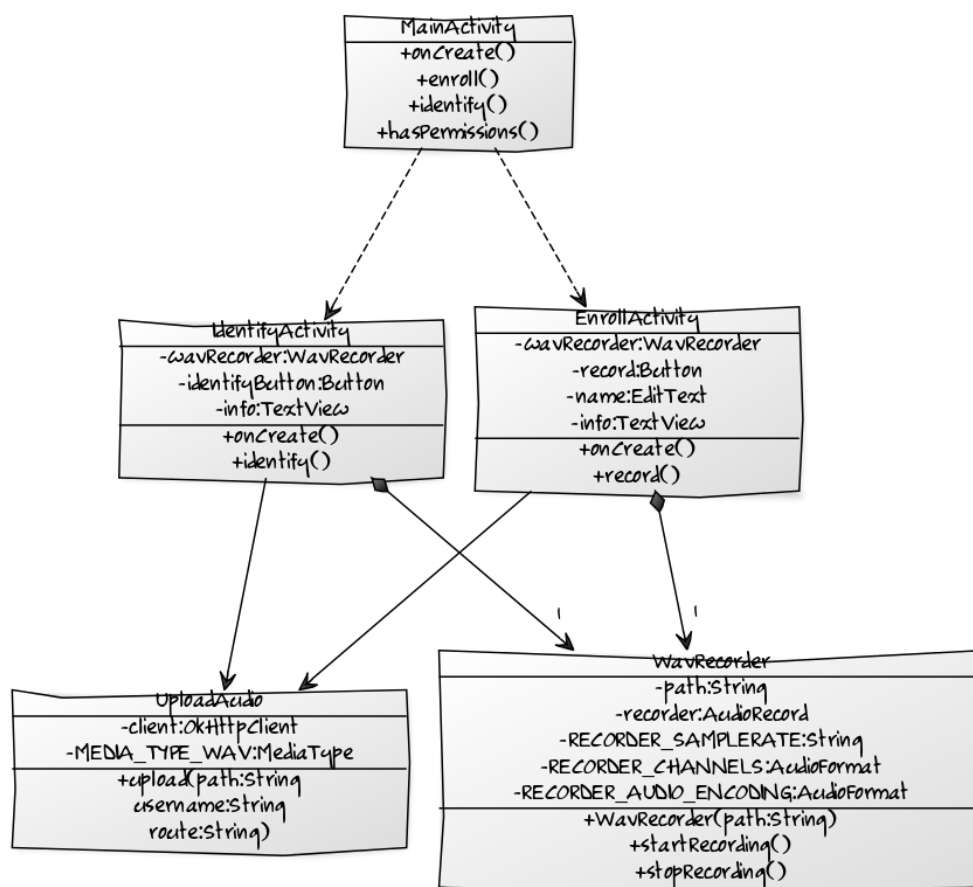 MainActivity
+onCreate()
+enroll()
+identify()
+hasPermissions()
IdentifyActivity
-wavRecorder:WavRecorder
-identifyButton:Button
-info:TextView
+onCreate()
+identify()
EnrollActivity
-wavRecorder:WavRecorder
-record:Button
-name:EditText
-info:TextView
+onCreate()
+record()
1
1
UploadAudio
-client:OkHttpClient
-MEDIA_TYPE_WAV:MediaType
+upload(path:String
username:String
route:String)
WavRecorder
-path:String
-recorder:AudioRecord
-RECORDER_SAMPLERATE:String
-RECORDER_CHANNELS:AudioFormat
-RECORDER_AUDIO_ENCODING:AudioFormat
+WavRecorder(path:String)
+startRecording()
+stopRecording()